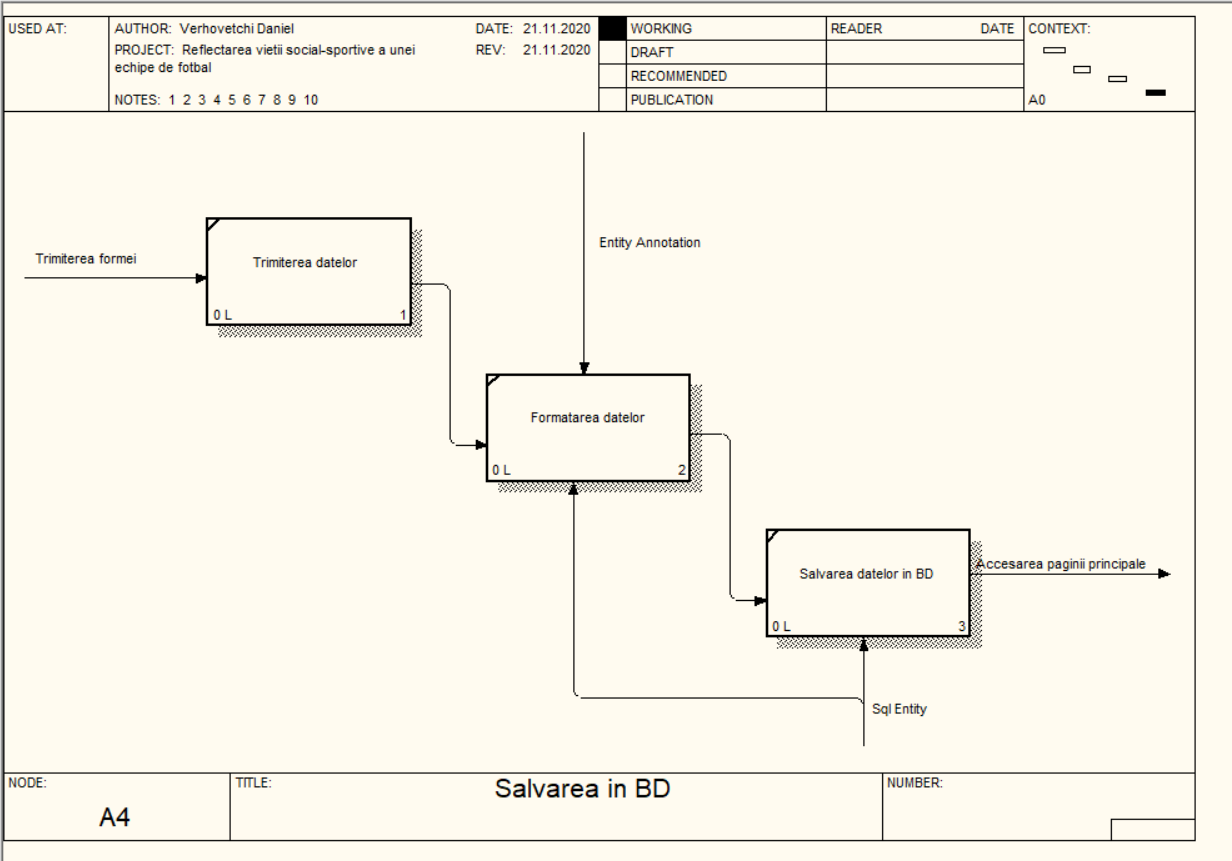 USED AT:
AUTHOR: Verhovetchi Daniel
DATE: 21.11.2020
PROJECT: Reflectarea vietii social-sportive a unei
echipe de fotbal
REV: 21.11.2020
NOTES: 1 2 3 4 5 6 7 8 9 10
WORKING
DRAFT
RECOMMENDED
PUBLICATION
READER DATE
CONTEXT:
A0
Entity Annotation
Trimiterea formei
Trimiterea datelor
0 L 1
Formatarea datelor
0 L 2
Accesarea paginii principale
Salvarea datelor in BD
0 L 3
Sql Entity
NODE:
A4
TITLE:
Salvarea in BD
NUMBER: